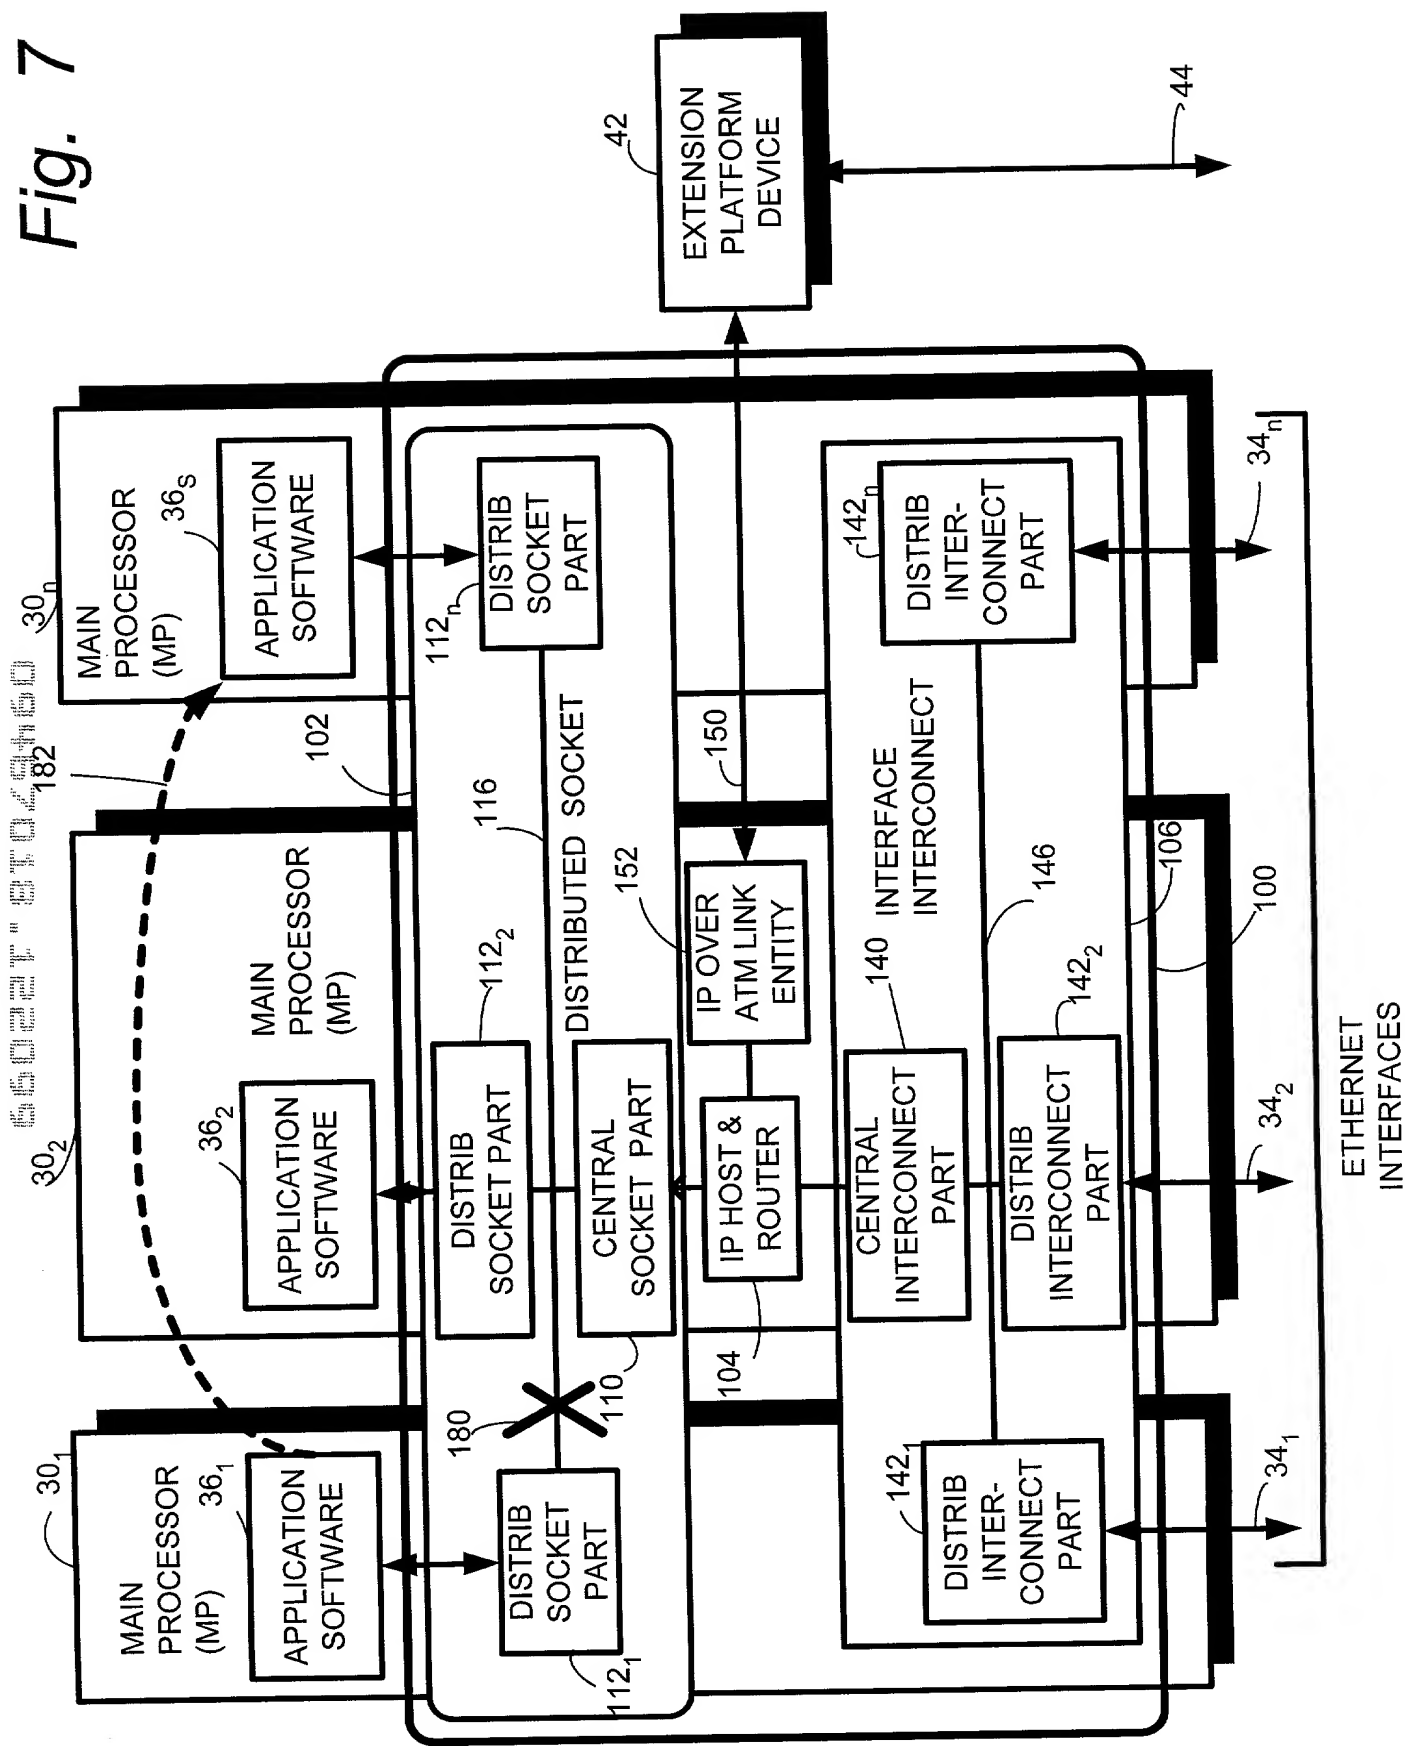 Fig. 7
30₁
MAIN
PROCESSOR
(MP)
36₁
APPLICATION
SOFTWARE
30₂
MAIN
PROCESSOR
(MP)
36₂
APPLICATION
SOFTWARE
182
30ₙ
MAIN
PROCESSOR
(MP)
36ₛ
APPLICATION
SOFTWARE
102
112₁
DISTRIB
SOCKET
PART
180
112₂
DISTRIB
SOCKET PART
116
112ₙ
DISTRIB
SOCKET
PART
110
CENTRAL
SOCKET PART
DISTRIBUTED SOCKET
104
IP HOST &
ROUTER
152
IP OVER
ATM LINK
ENTITY
150
42
EXTENSION
PLATFORM
DEVICE
44
140
CENTRAL
INTERCONNECT
PART
INTERFACE
INTERCONNECT
142₁
DISTRIB
INTER-
CONNECT
PART
142₂
DISTRIB
INTERCONNECT
PART
146
142ₙ
DISTRIB
INTER-
CONNECT
PART
106
100
34₁
34₂
34ₙ
ETHERNET
INTERFACES